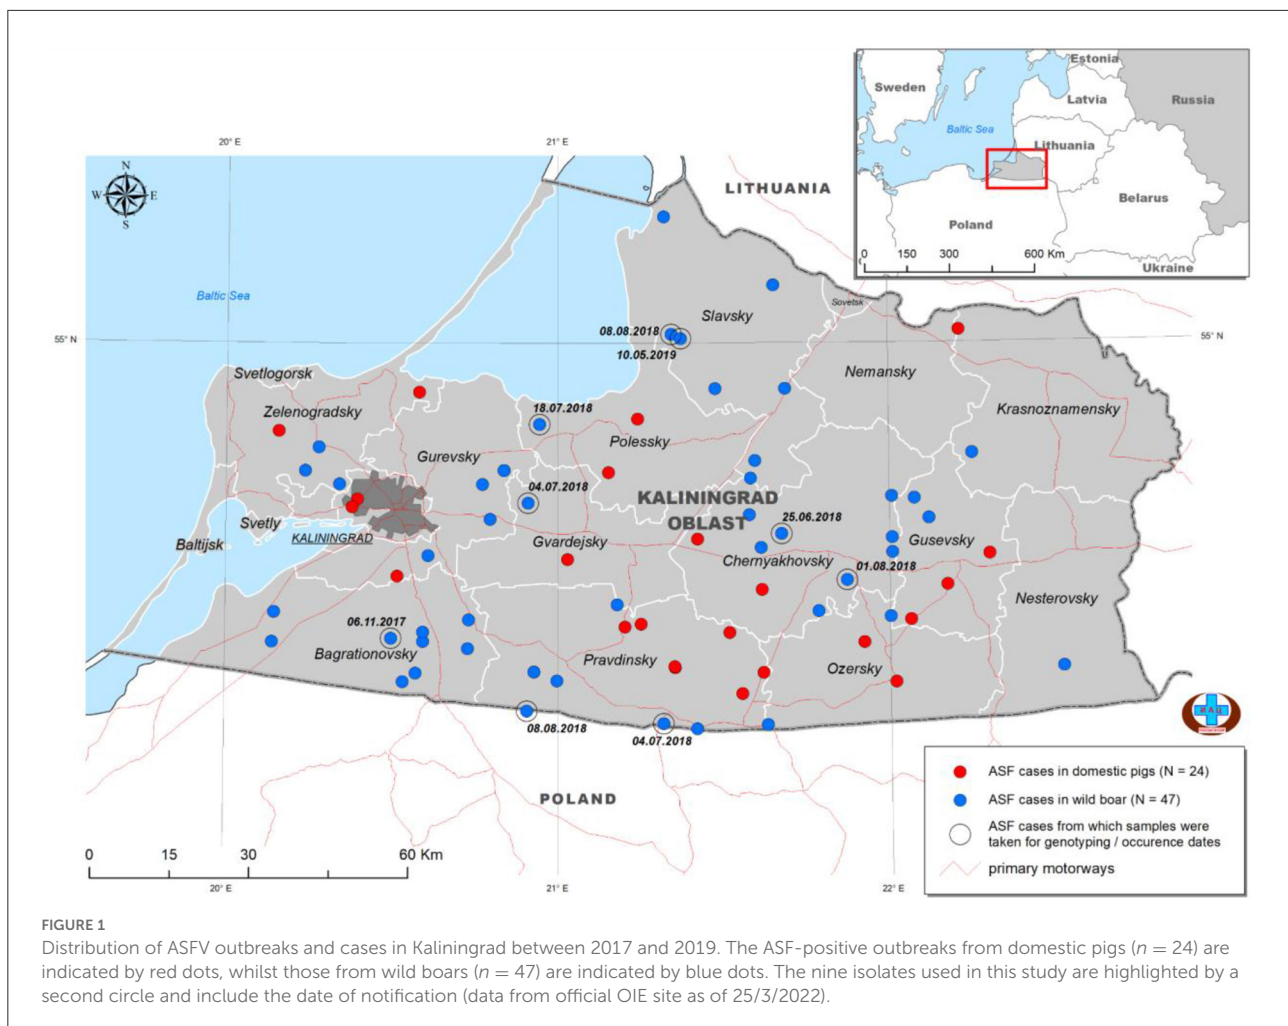 20° E
21° E
N
W
E
S
LITHUANIA
Baltic Sea
55° N
55° N
Sweden
Estonia
Latvia
Russia
Baltic Sea
Lithuania
Belarus
Poland
Ukraine
0 150 300 600 Km
Slavsky
Sovetsk
08.08.2018
10.05.2019
Svetlogorsk
Zelenogradsky
Nemansky
Krasnoznamensky
18.07.2018
Polessky
Gurevsky
04.07.2018
KALININGRAD
OBLAST
25.06.2018
Svetly
Baltijsk
KALININGRAD
Gvardejsky
Gusevsky
Chernyakhovsky
01.08.2018
Nesterovsky
06.11.2017
Bagrationovsky
Pravdinsky
Ozersky
08.08.2018
04.07.2018
ИАЦ
POLAND
0 15 30 60 Km
20° E
21° E
22° E
ASF cases in domestic pigs (N = 24)
ASF cases in wild boar (N = 47)
ASF cases from which samples were
taken for genotyping / occurence dates
primary motorways
FIGURE 1
Distribution of ASFV outbreaks and cases in Kaliningrad between 2017 and 2019. The ASF-positive outbreaks from domestic pigs (n = 24) are
indicated by red dots, whilst those from wild boars (n = 47) are indicated by blue dots. The nine isolates used in this study are highlighted by a
second circle and include the date of notification (data from official OIE site as of 25/3/2022).